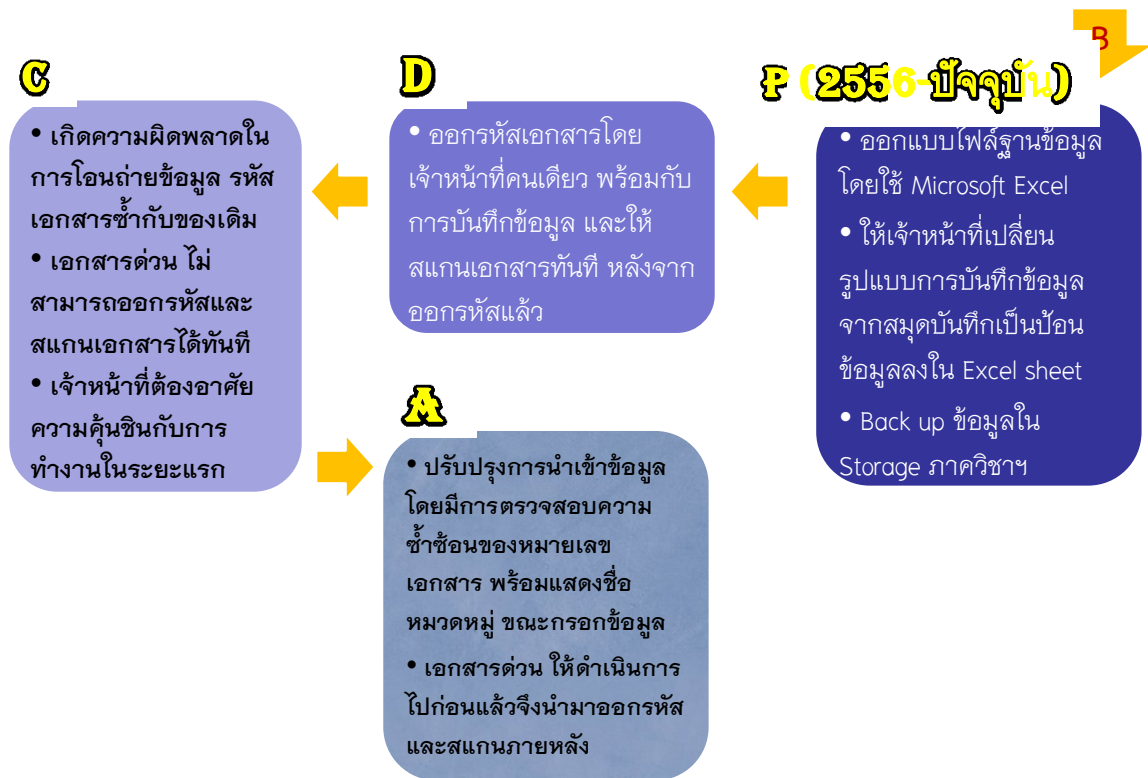 B
P (2556-ปัจจุบัน)
• ออกแบบไฟล์ฐานข้อมูล
โดยใช้ Microsoft Excel
• ให้เจ้าหน้าที่เปลี่ยน
รูปแบบการบันทึกข้อมูล
จากสมุดบันทึกเป็นป้อน
ข้อมูลลงใน Excel sheet
• Back up ข้อมูลใน
Storage ภาควิชาฯ
D
• ออกรหัสเอกสารโดย
เจ้าหน้าที่คนเดียว พร้อมกับ
การบันทึกข้อมูล และให้
สแกนเอกสารทันที หลังจาก
ออกรหัสแล้ว
C
• เกิดความผิดพลาดใน
การโอนถ่ายข้อมูล รหัส
เอกสารซ้ำกับของเดิม
• เอกสารด่วน ไม่
สามารถออกรหัสและ
สแกนเอกสารได้ทันที
• เจ้าหน้าที่ต้องอาศัย
ความคุ้นชินกับการ
ทำงานในระยะแรก
A
• ปรับปรุงการนำเข้าข้อมูล
โดยมีการตรวจสอบความ
ซ้ำซ้อนของหมายเลข
เอกสาร พร้อมแสดงชื่อ
หมวดหมู่ ขณะกรอกข้อมูล
• เอกสารด่วน ให้ดำเนินการ
ไปก่อนแล้วจึงนำมาออกรหัส
และสแกนภายหลัง